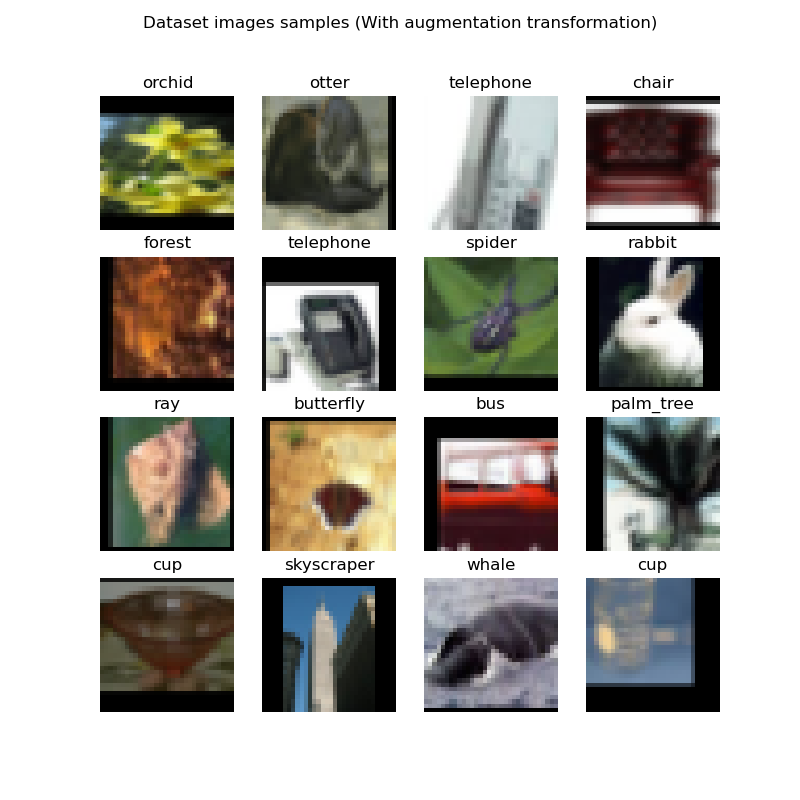 Dataset images samples (With augmentation transformation)
orchid otter telephone chair
forest telephone spider rabbit
ray butterfly bus palm_tree
cup skyscraper whale cup